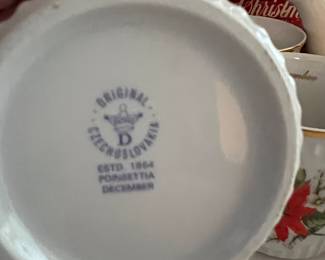 · ORIGINAL ·
D
CZECHOSLOVAKIA
ESTD. 1864
POINSETTIA
DECEMBER
Christm